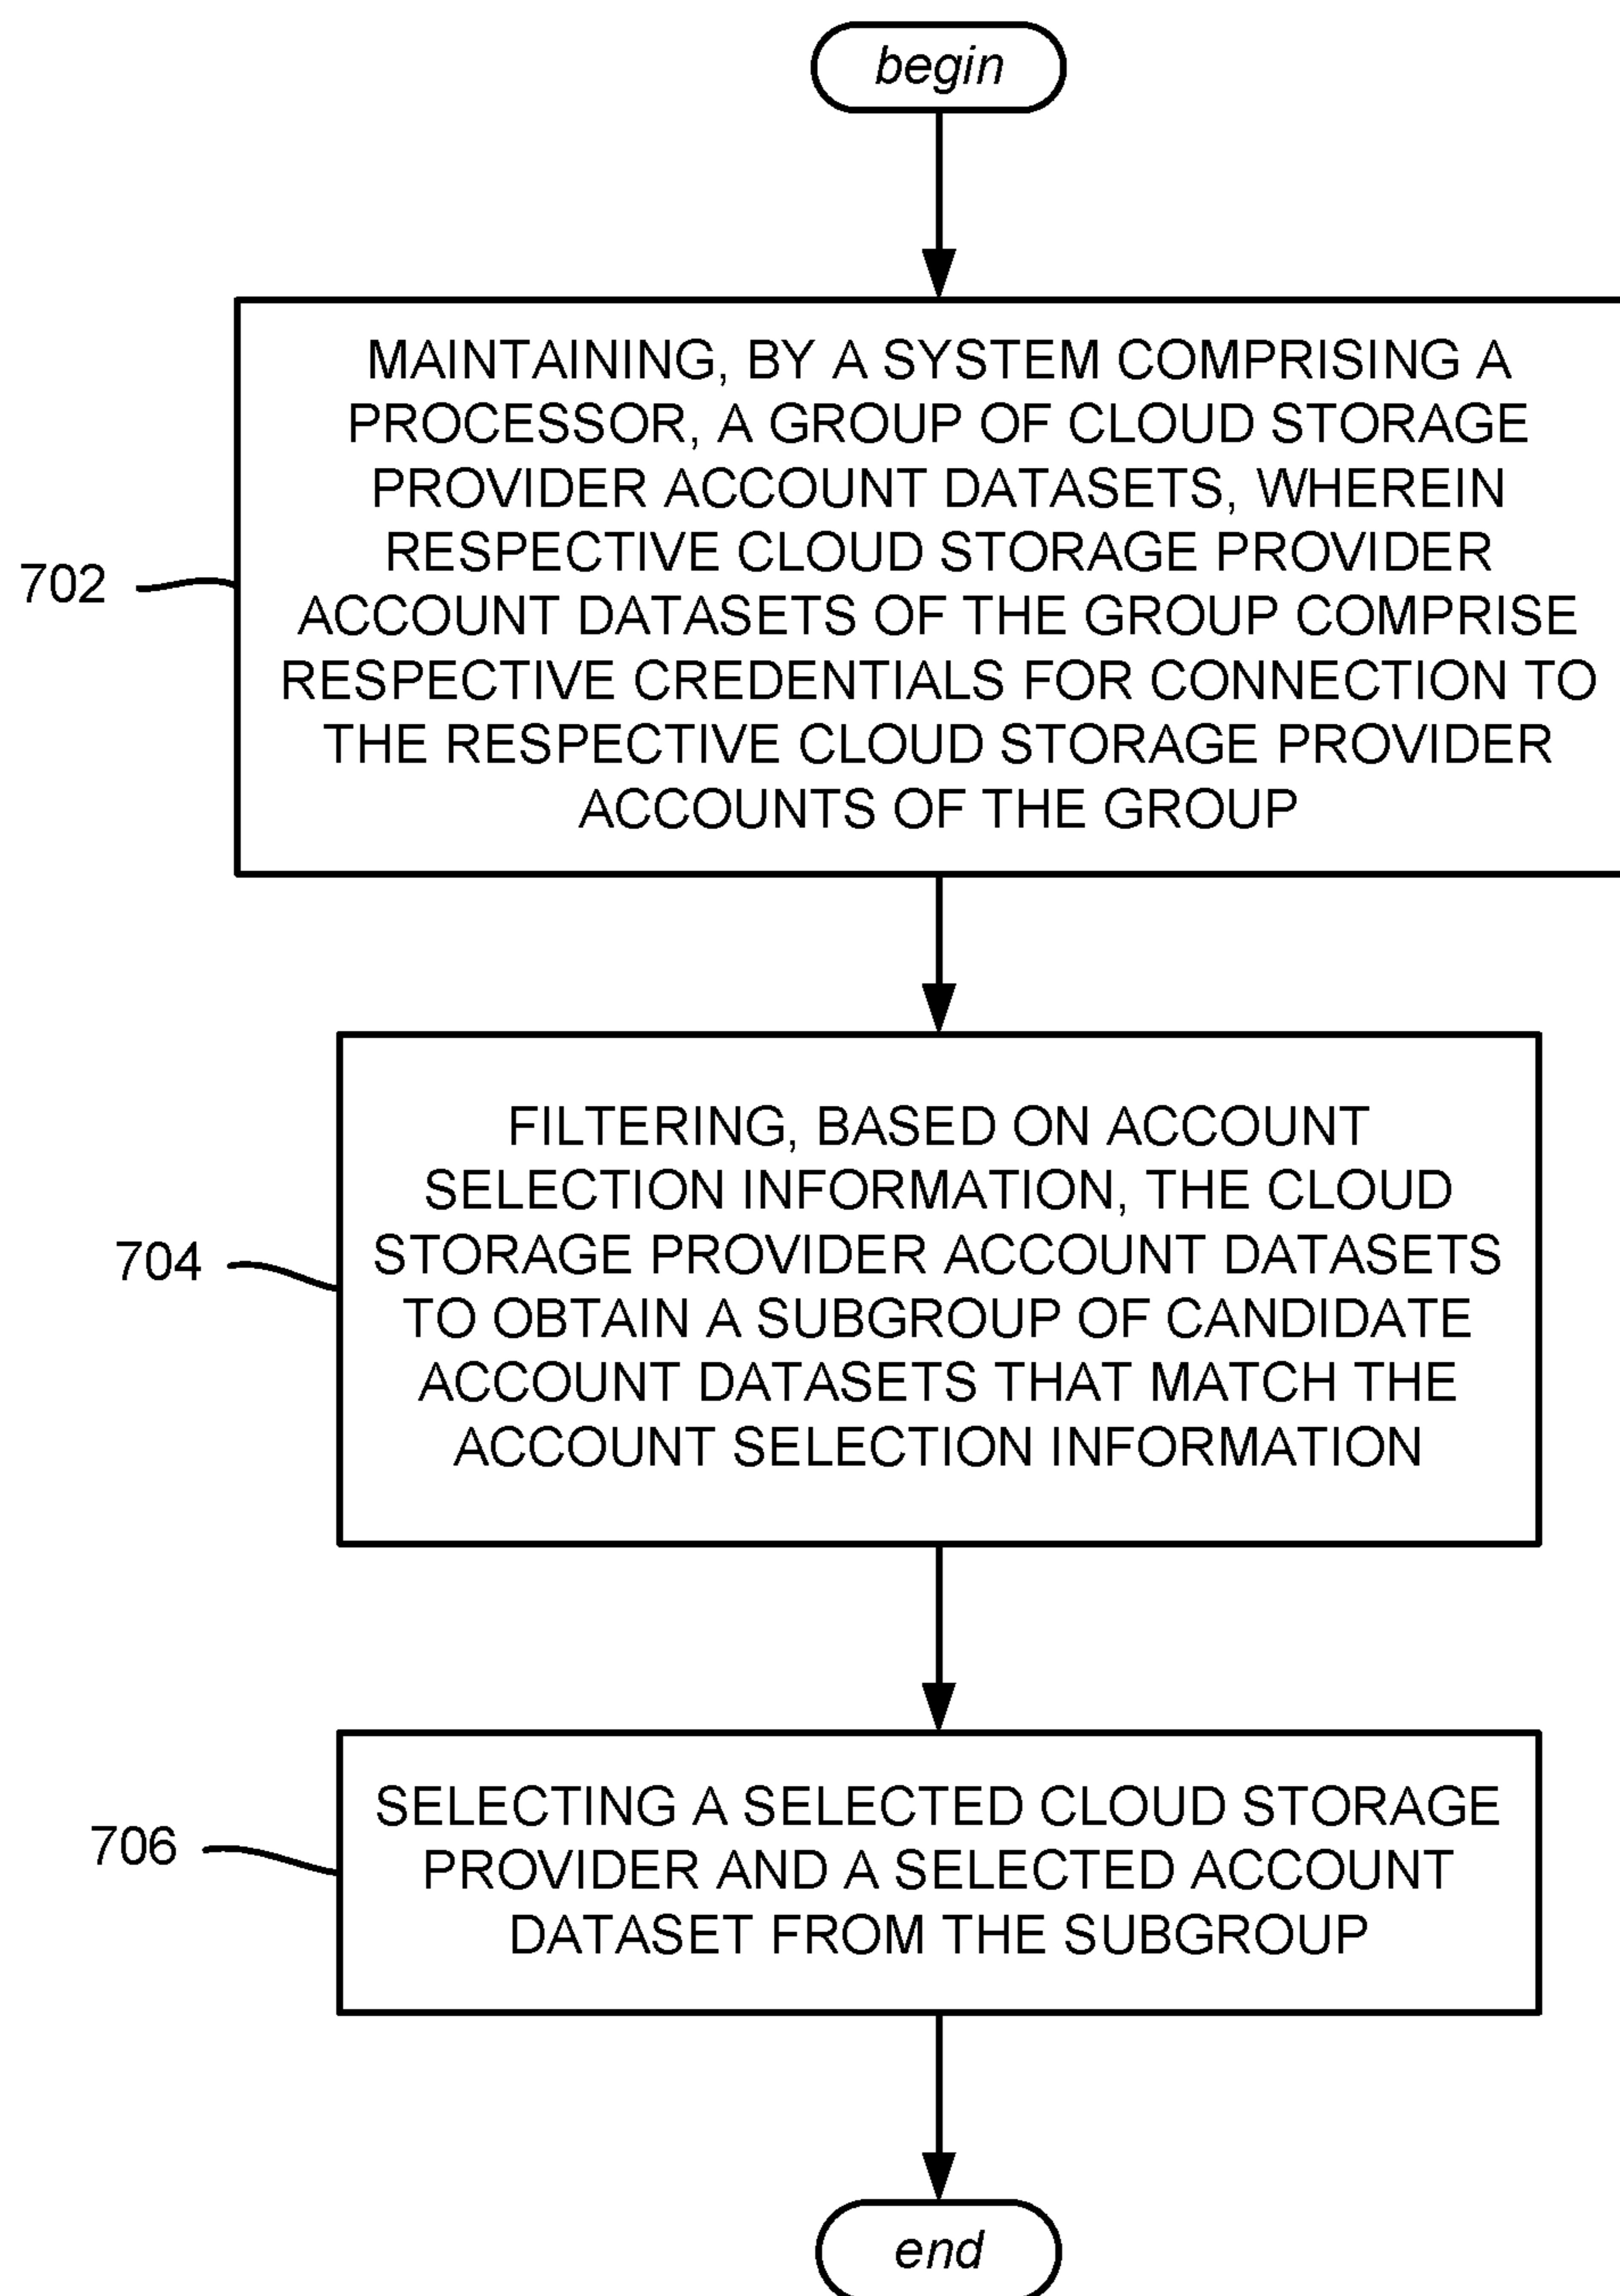 begin
MAINTAINING, BY A SYSTEM COMPRISING A
PROCESSOR, A GROUP OF CLOUD STORAGE
PROVIDER ACCOUNT DATASETS, WHEREIN
RESPECTIVE CLOUD STORAGE PROVIDER
ACCOUNT DATASETS OF THE GROUP COMPRISE
RESPECTIVE CREDENTIALS FOR CONNECTION TO
THE RESPECTIVE CLOUD STORAGE PROVIDER
ACCOUNTS OF THE GROUP
702
FILTERING, BASED ON ACCOUNT
SELECTION INFORMATION, THE CLOUD
STORAGE PROVIDER ACCOUNT DATASETS
TO OBTAIN A SUBGROUP OF CANDIDATE
ACCOUNT DATASETS THAT MATCH THE
ACCOUNT SELECTION INFORMATION
704
SELECTING A SELECTED CLOUD STORAGE
PROVIDER AND A SELECTED ACCOUNT
DATASET FROM THE SUBGROUP
706
end